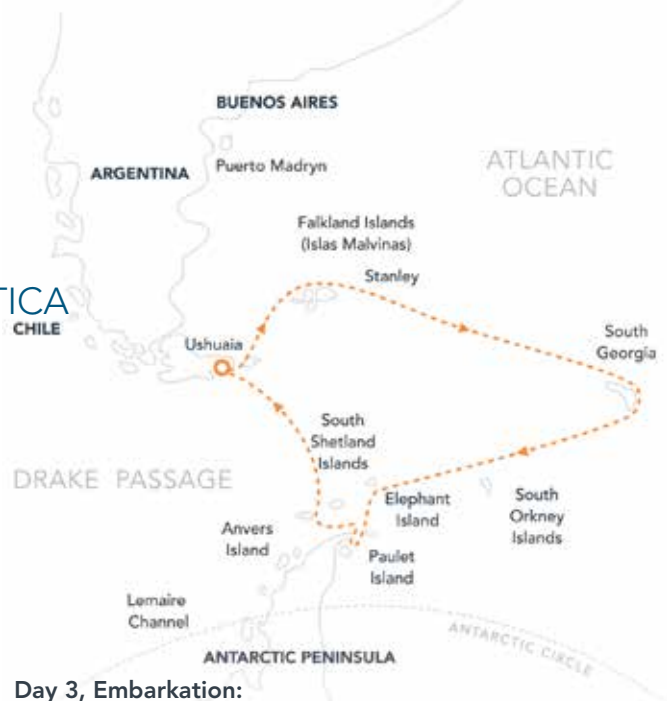 BUENOS AIRES
ARGENTINA
Puerto Madryn
ATLANTIC
OCEAN
Falkland Islands
(Islas Malvinas)
Stanley
TICA
CHILE
Ushuaia
South
Georgia
South
Shetland
Islands
DRAKE PASSAGE
Elephant
Island
South
Orkney
Islands
Anvers
Island
Paulet
Island
Lemaire
Channel
ANTARCTIC CIRCLE
ANTARCTIC PENINSULA
Day 3, Embarkation: